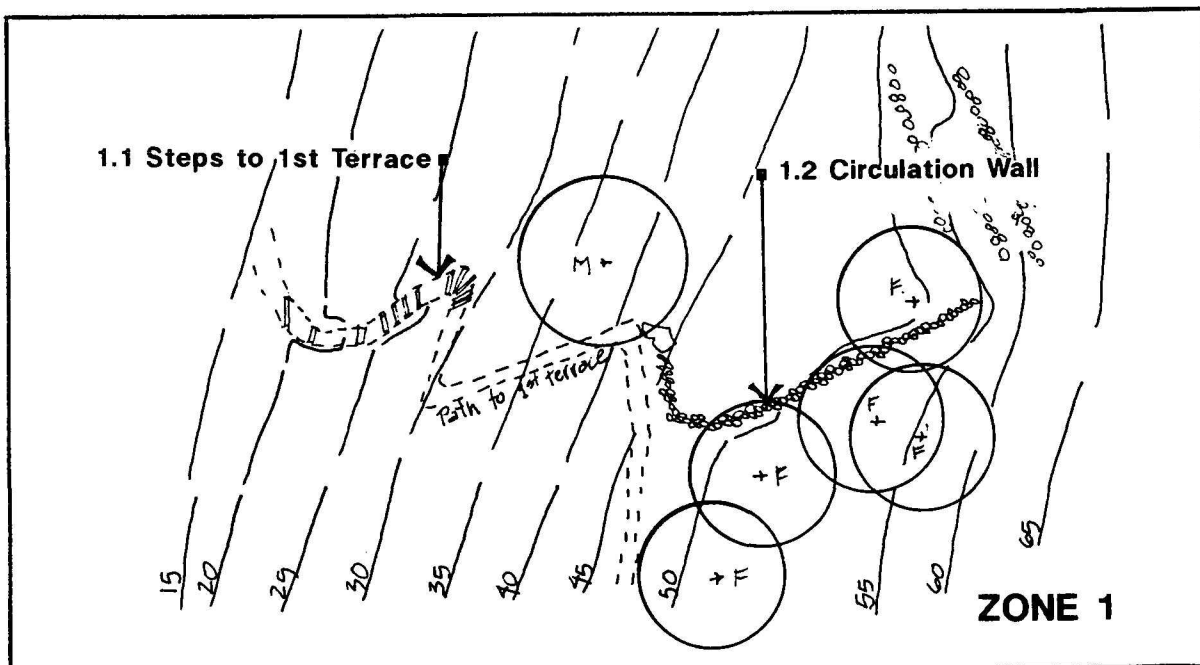 1.1 Steps to 1st Terrace
1.2 Circulation Wall
M
F
Path to 1st terrace
F
F
F
F
15
20
25
30
35
40
45
50
55
60
65
ZONE 1